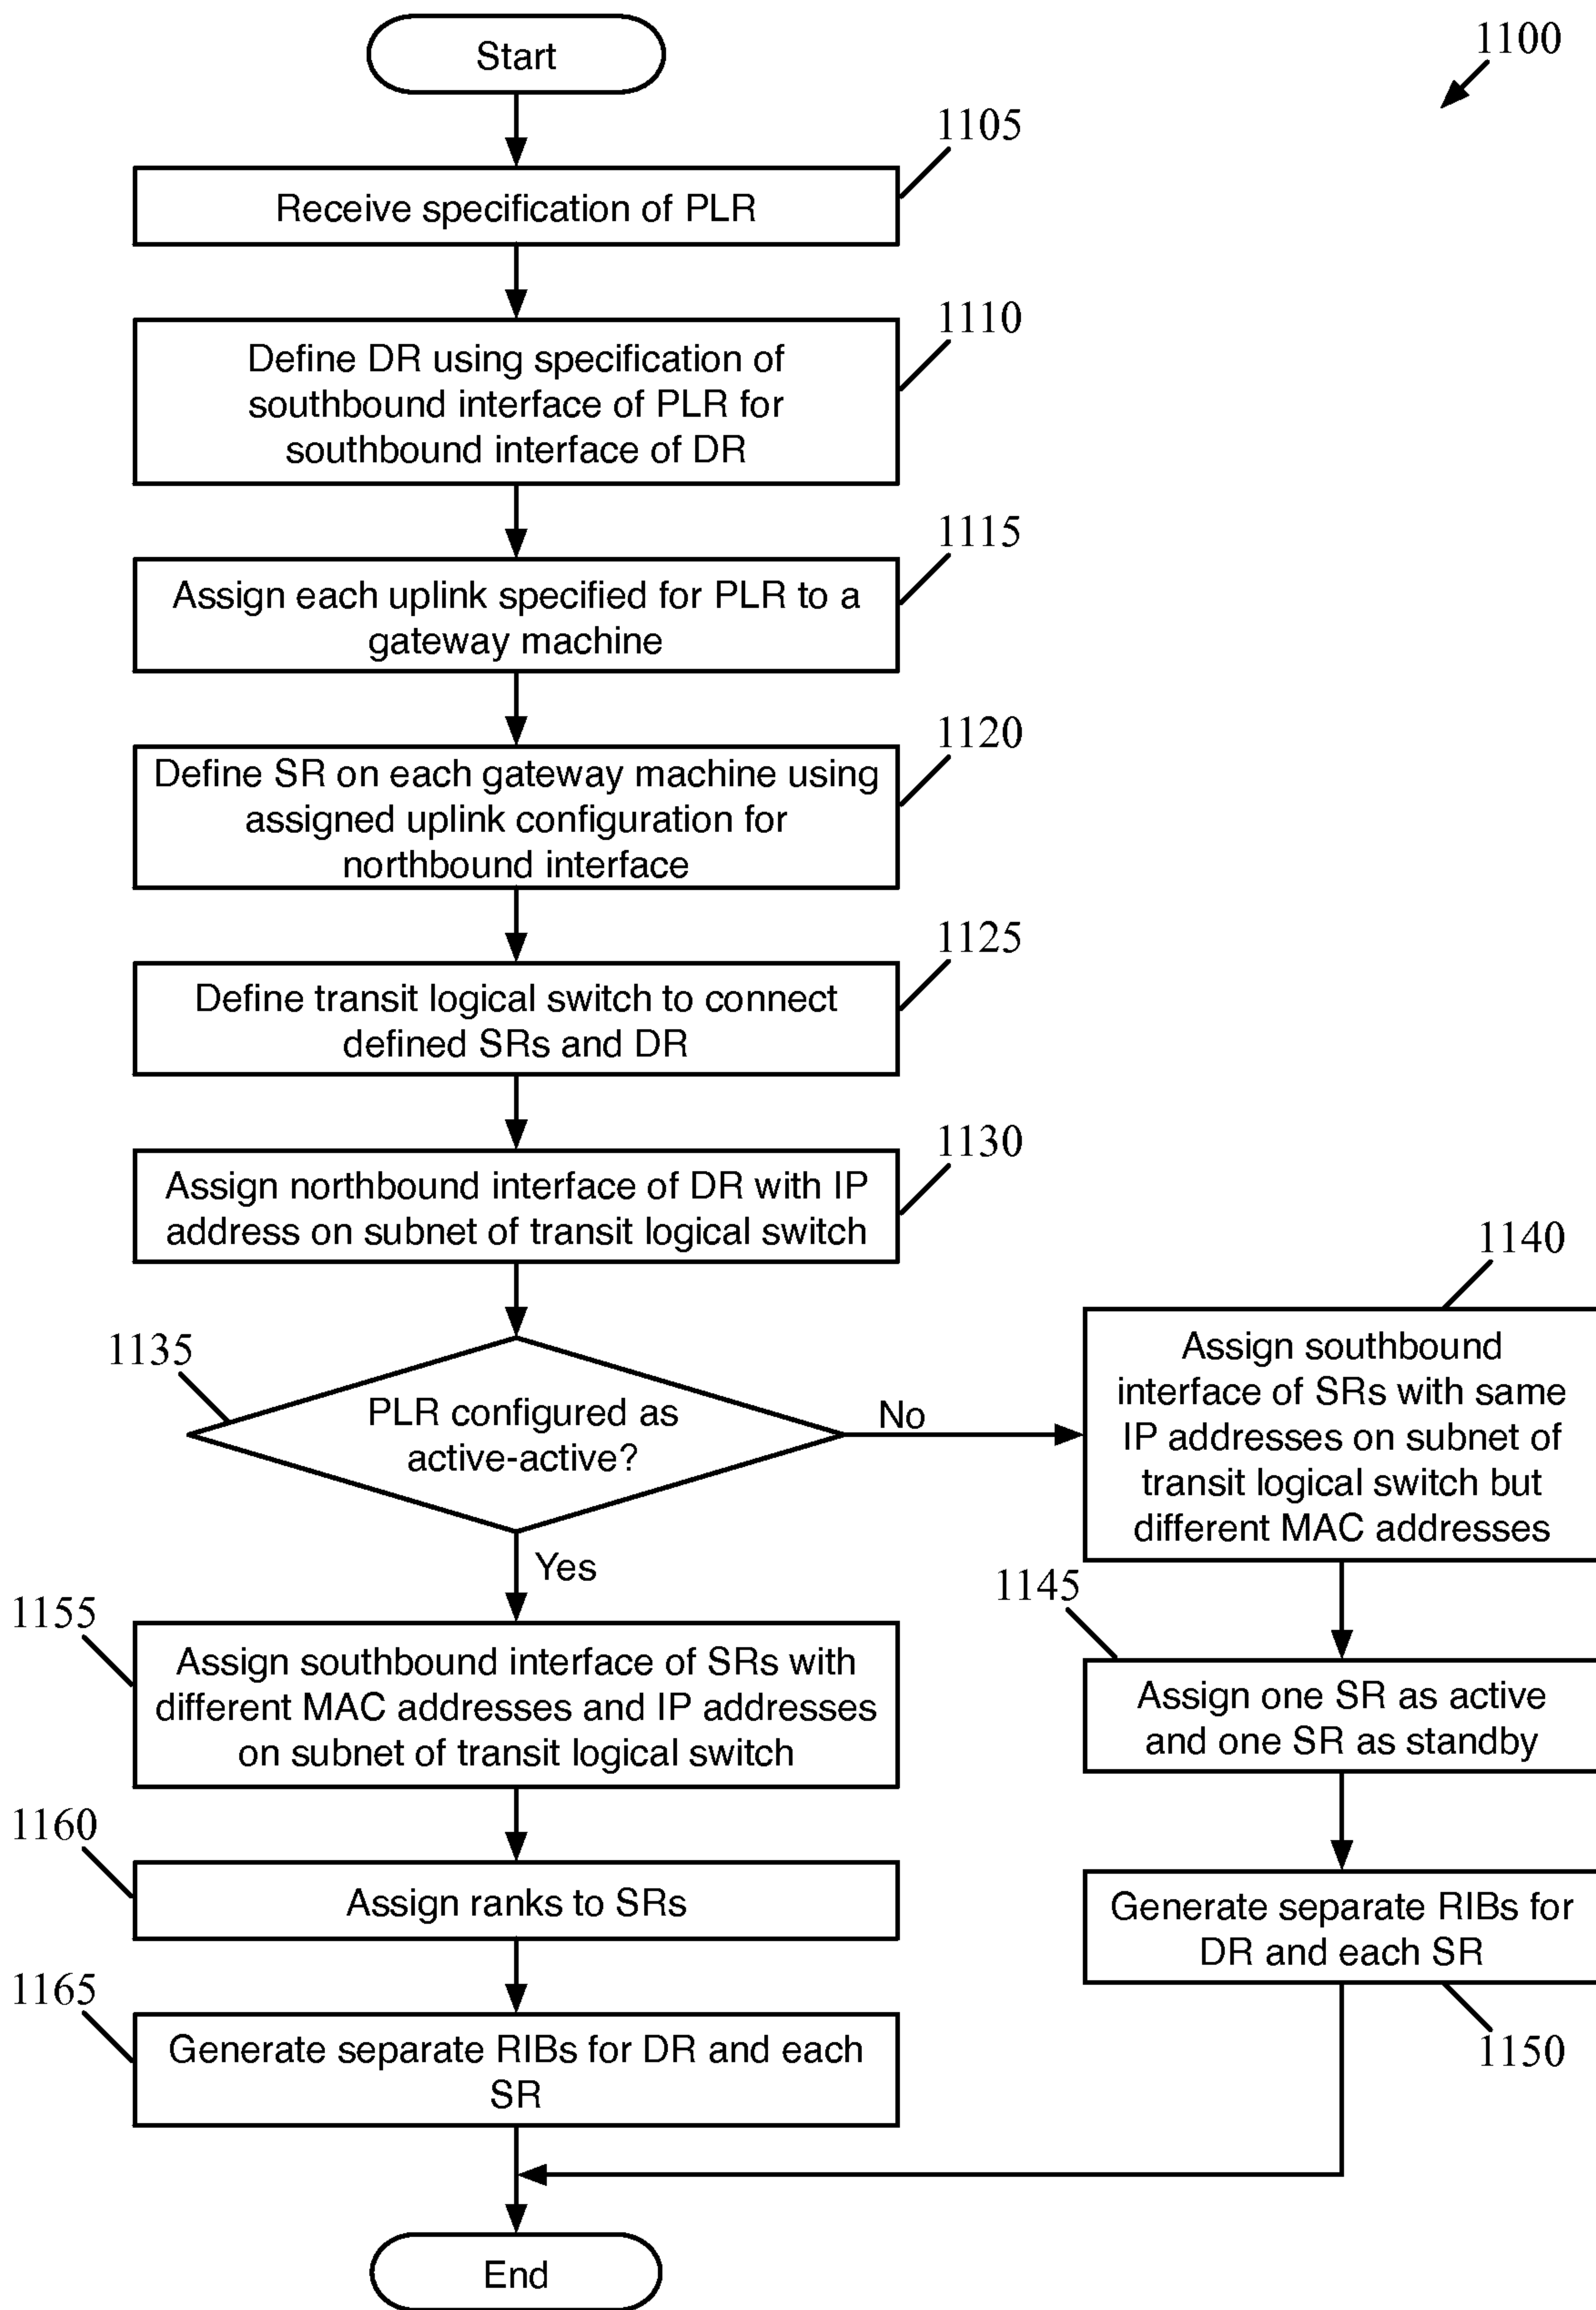 Start
1100
1105
Receive specification of PLR
1110
Define DR using specification of
southbound interface of PLR for
southbound interface of DR
1115
Assign each uplink specified for PLR to a
gateway machine
1120
Define SR on each gateway machine using
assigned uplink configuration for
northbound interface
1125
Define transit logical switch to connect
defined SRs and DR
1130
Assign northbound interface of DR with IP
address on subnet of transit logical switch
1135
PLR configured as
active-active?
No
1140
Assign southbound
interface of SRs with same
IP addresses on subnet of
transit logical switch but
different MAC addresses
1145
Assign one SR as active
and one SR as standby
Generate separate RIBs for
DR and each SR
1150
Yes
1155
Assign southbound interface of SRs with
different MAC addresses and IP addresses
on subnet of transit logical switch
1160
Assign ranks to SRs
1165
Generate separate RIBs for DR and each
SR
End